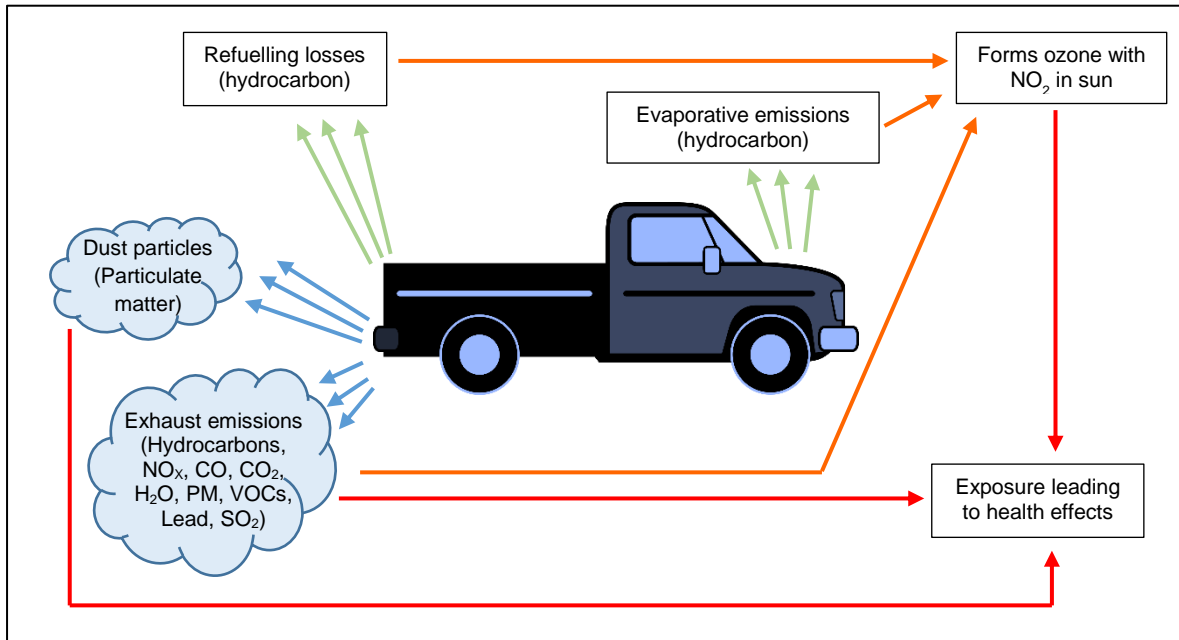 Refuelling losses
(hydrocarbon)
Forms ozone with
NO₂ in sun
Evaporative emissions
(hydrocarbon)
Dust particles
(Particulate
matter)
Exhaust emissions
(Hydrocarbons,
NOₓ, CO, CO₂,
H₂O, PM, VOCs,
Lead, SO₂)
Exposure leading
to health effects